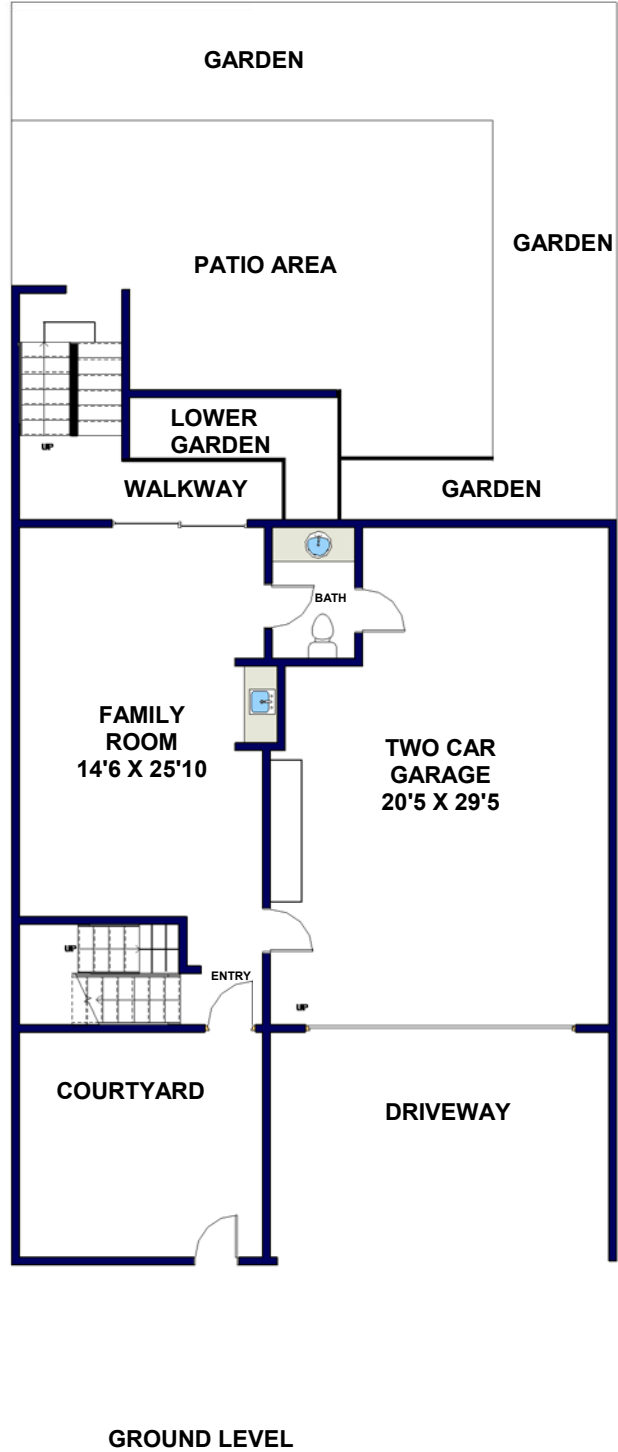 GARDEN
GARDEN
PATIO AREA
LOWER
GARDEN
UP
WALKWAY
GARDEN
BATH
FAMILY
ROOM
14'6 X 25'10
TWO CAR
GARAGE
20'5 X 29'5
UP
ENTRY
UP
COURTYARD
DRIVEWAY
GROUND LEVEL